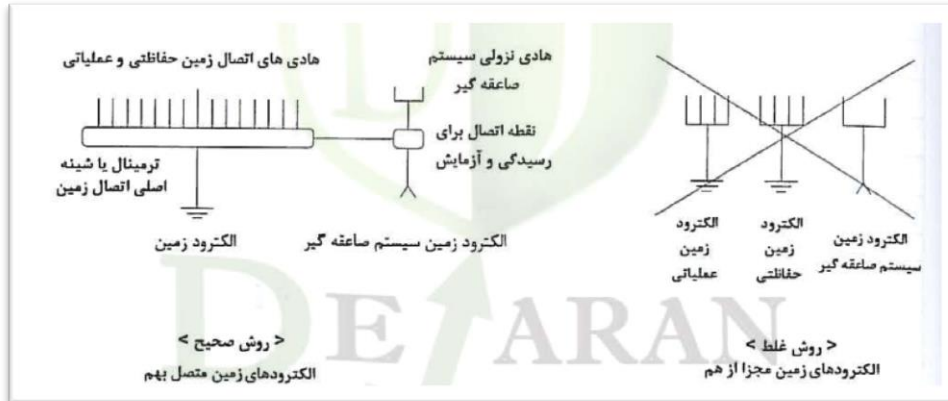 هادی های اتصال زمین حفاظتی و عملیاتی
هادی نزولی سیستم
صاعقه گیر
نقطه اتصال برای
رسیدگی و آزمایش
ترمینال یا شینه
اصلی اتصال زمین
الکترود زمین
الکترود زمین سیستم صاعقه گیر
< روش صحیح >
الکترودهای زمین متصل بهم
الکترود
زمین
عملیاتی
الکترود
زمین
حفاظتی
الکترود زمین
سیستم صاعقه گیر
< روش غلط >
الکترودهای زمین مجزا از هم